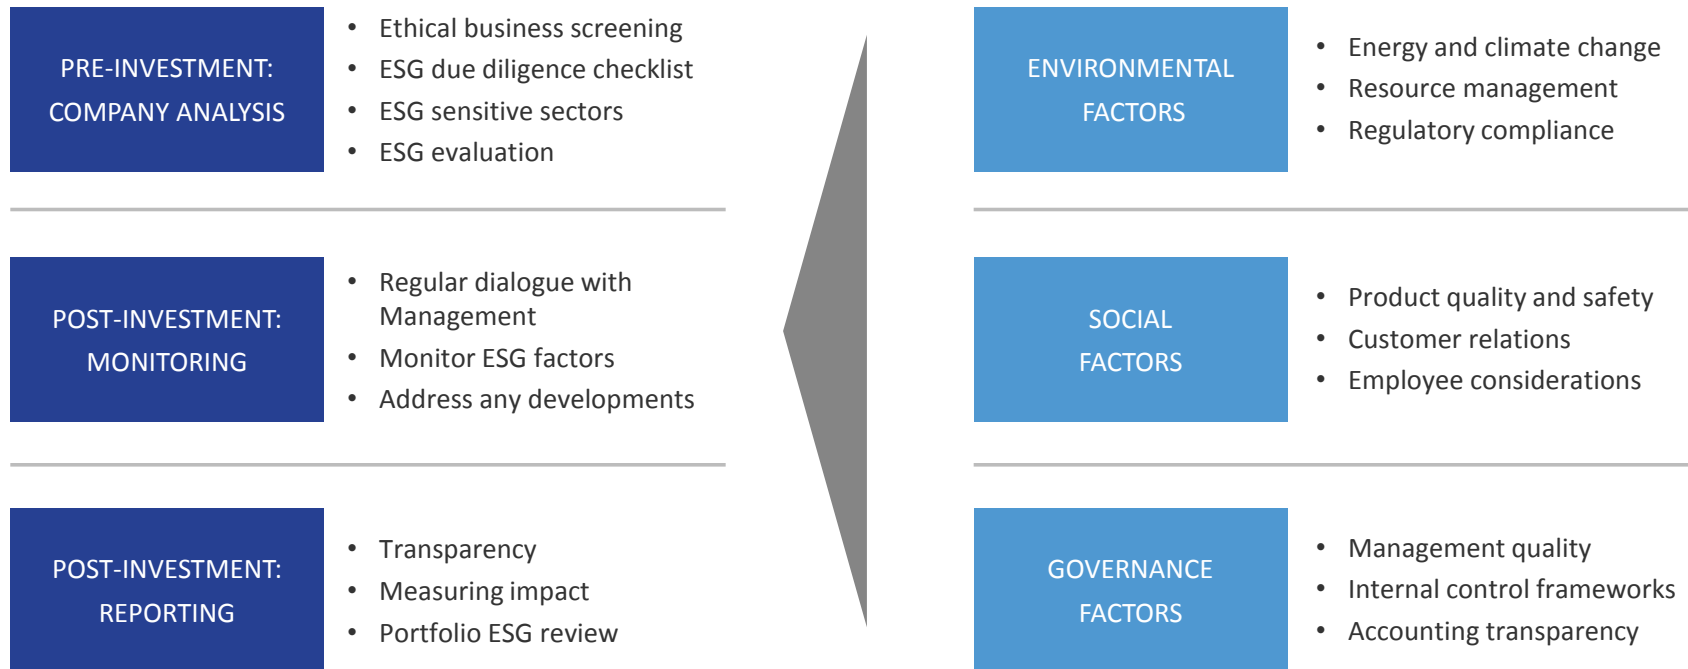 PRE-INVESTMENT:
COMPANY ANALYSIS
• Ethical business screening
• ESG due diligence checklist
• ESG sensitive sectors
• ESG evaluation
POST-INVESTMENT:
MONITORING
• Regular dialogue with
Management
• Monitor ESG factors
• Address any developments
POST-INVESTMENT:
REPORTING
• Transparency
• Measuring impact
• Portfolio ESG review
ENVIRONMENTAL
FACTORS
• Energy and climate change
• Resource management
• Regulatory compliance
SOCIAL
FACTORS
• Product quality and safety
• Customer relations
• Employee considerations
GOVERNANCE
FACTORS
• Management quality
• Internal control frameworks
• Accounting transparency